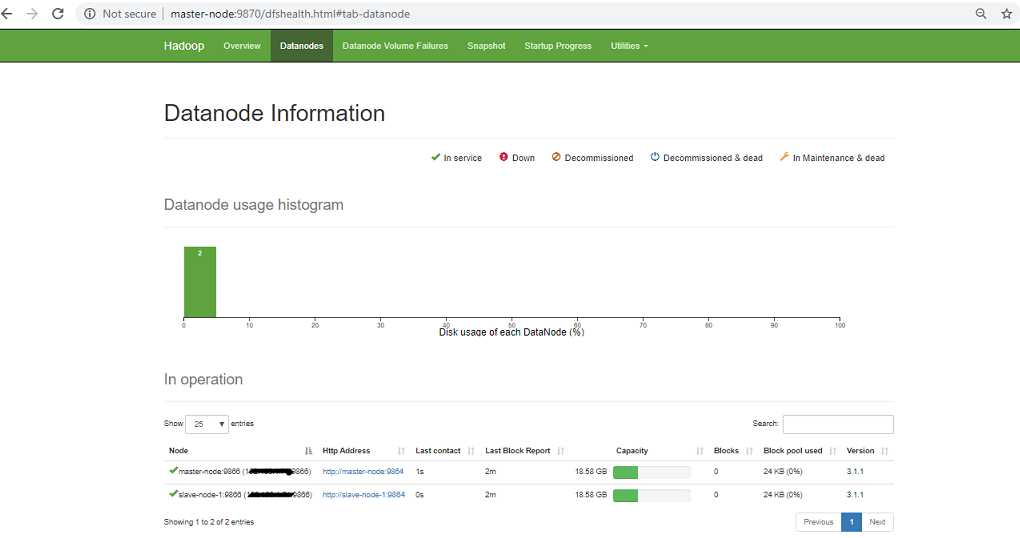 Not secure | master-node:9870/dfshealth.html#tab-datanode
Hadoop Overview Datanodes Datanode Volume Failures Snapshot Startup Progress Utilities
Datanode Information
In service Down Decommissioned Decommissioned & dead In Maintenance & dead
Datanode usage histogram
2
0 10 20 30 40 50 60 70 80 90 100
Disk usage of each DataNode (%)
In operation
Show 25 entries Search:
Node Http Address Last contact Last Block Report Capacity Blocks Block pool used Version
master-node:9866 ( 9866) http://master-node:9864 1s 2m 18.58 GB 0 24 KB (0%) 3.1.1
slave-node-1:9866 ( 9866) http://slave-node-1:9864 0s 2m 18.58 GB 0 24 KB (0%) 3.1.1
Showing 1 to 2 of 2 entries Previous 1 Next